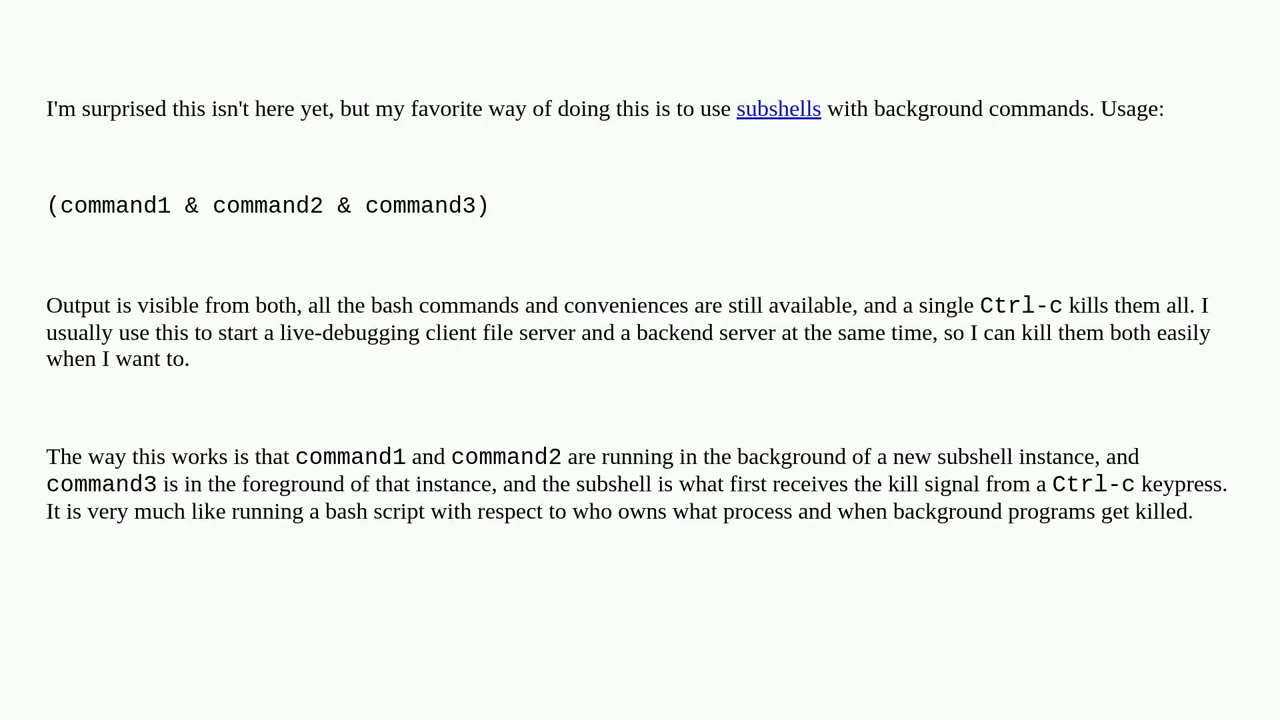 I'm surprised this isn't here yet, but my favorite way of doing this is to use subshells with background commands. Usage:
(command1 & command2 & command3)
Output is visible from both, all the bash commands and conveniences are still available, and a single Ctrl-c kills them all. I
usually use this to start a live-debugging client file server and a backend server at the same time, so I can kill them both easily
when I want to.
The way this works is that command1 and command2 are running in the background of a new subshell instance, and
command3 is in the foreground of that instance, and the subshell is what first receives the kill signal from a Ctrl-c keypress.
It is very much like running a bash script with respect to who owns what process and when background programs get killed.